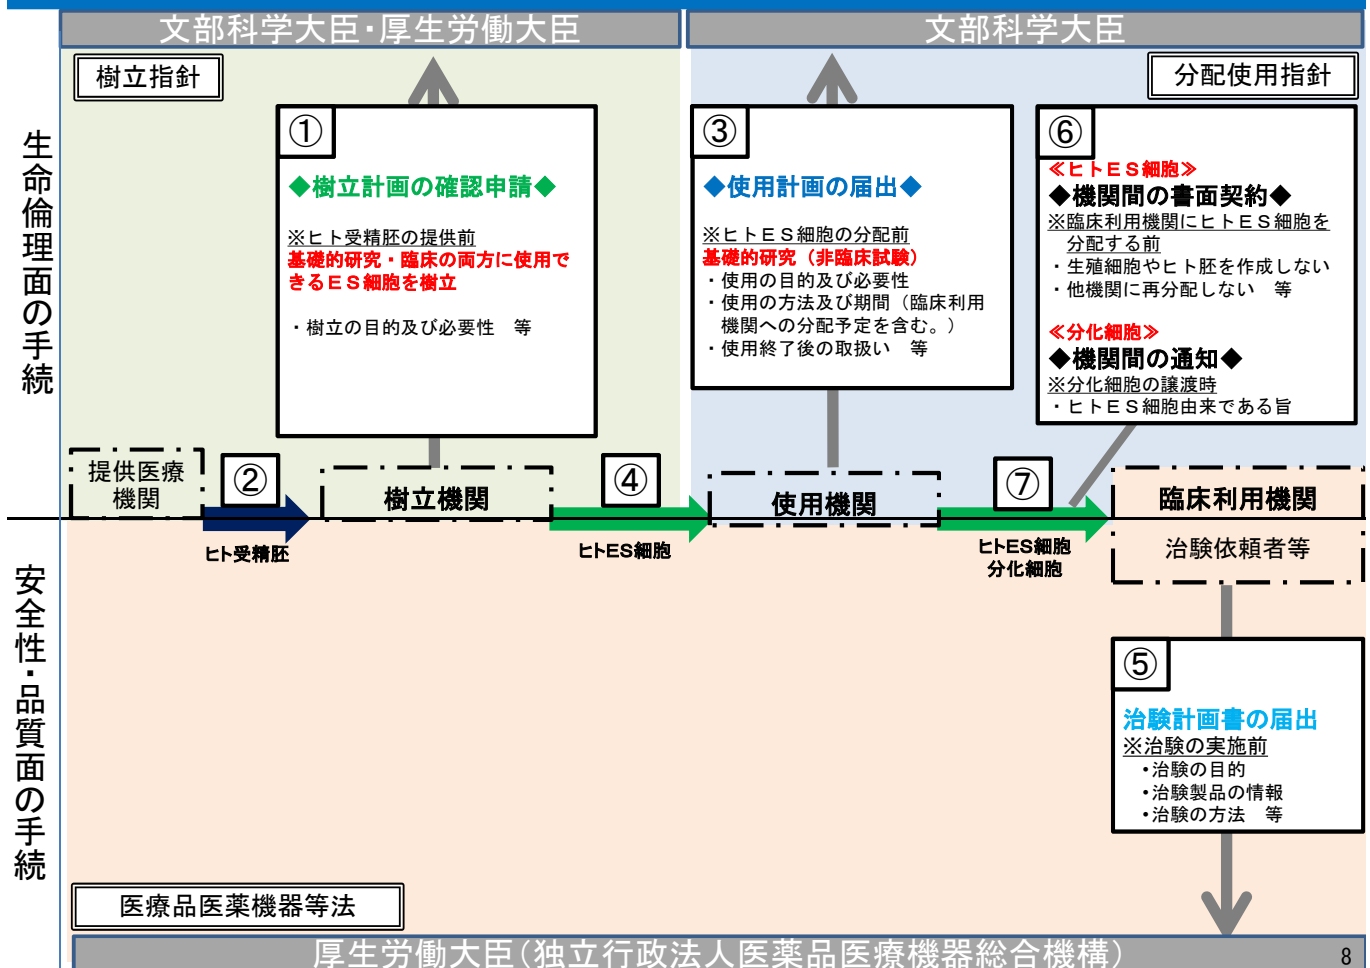 文部科学大臣・厚生労働大臣
文部科学大臣
樹立指針
分配使用指針
生命倫理面の手続
①
◆樹立計画の確認申請◆
※ヒト受精胚の提供前
基礎的研究・臨床の両方に使用で
きるＥＳ細胞を樹立
・樹立の目的及び必要性　等
③
◆使用計画の届出◆
※ヒトＥＳ細胞の分配前
基礎的研究（非臨床試験）
・使用の目的及び必要性
・使用の方法及び期間（臨床利用
機関への分配予定を含む。）
・使用終了後の取扱い　等
⑥
≪ヒトＥＳ細胞≫
◆機関間の書面契約◆
※臨床利用機関にヒトＥＳ細胞を
分配する前
・生殖細胞やヒト胚を作成しない
・他機関に再分配しない　等
≪分化細胞≫
◆機関間の通知◆
※分化細胞の譲渡時
・ヒトＥＳ細胞由来である旨
提供医療
機関
②
ヒト受精胚
樹立機関
④
ヒトES細胞
使用機関
⑦
ヒトES細胞
分化細胞
臨床利用機関
治験依頼者等
安全性・品質面の手続
⑤
治験計画書の届出
※治験の実施前
・治験の目的
・治験製品の情報
・治験の方法　等
医療品医薬機器等法
厚生労働大臣（独立行政法人医薬品医療機器総合機構）
8